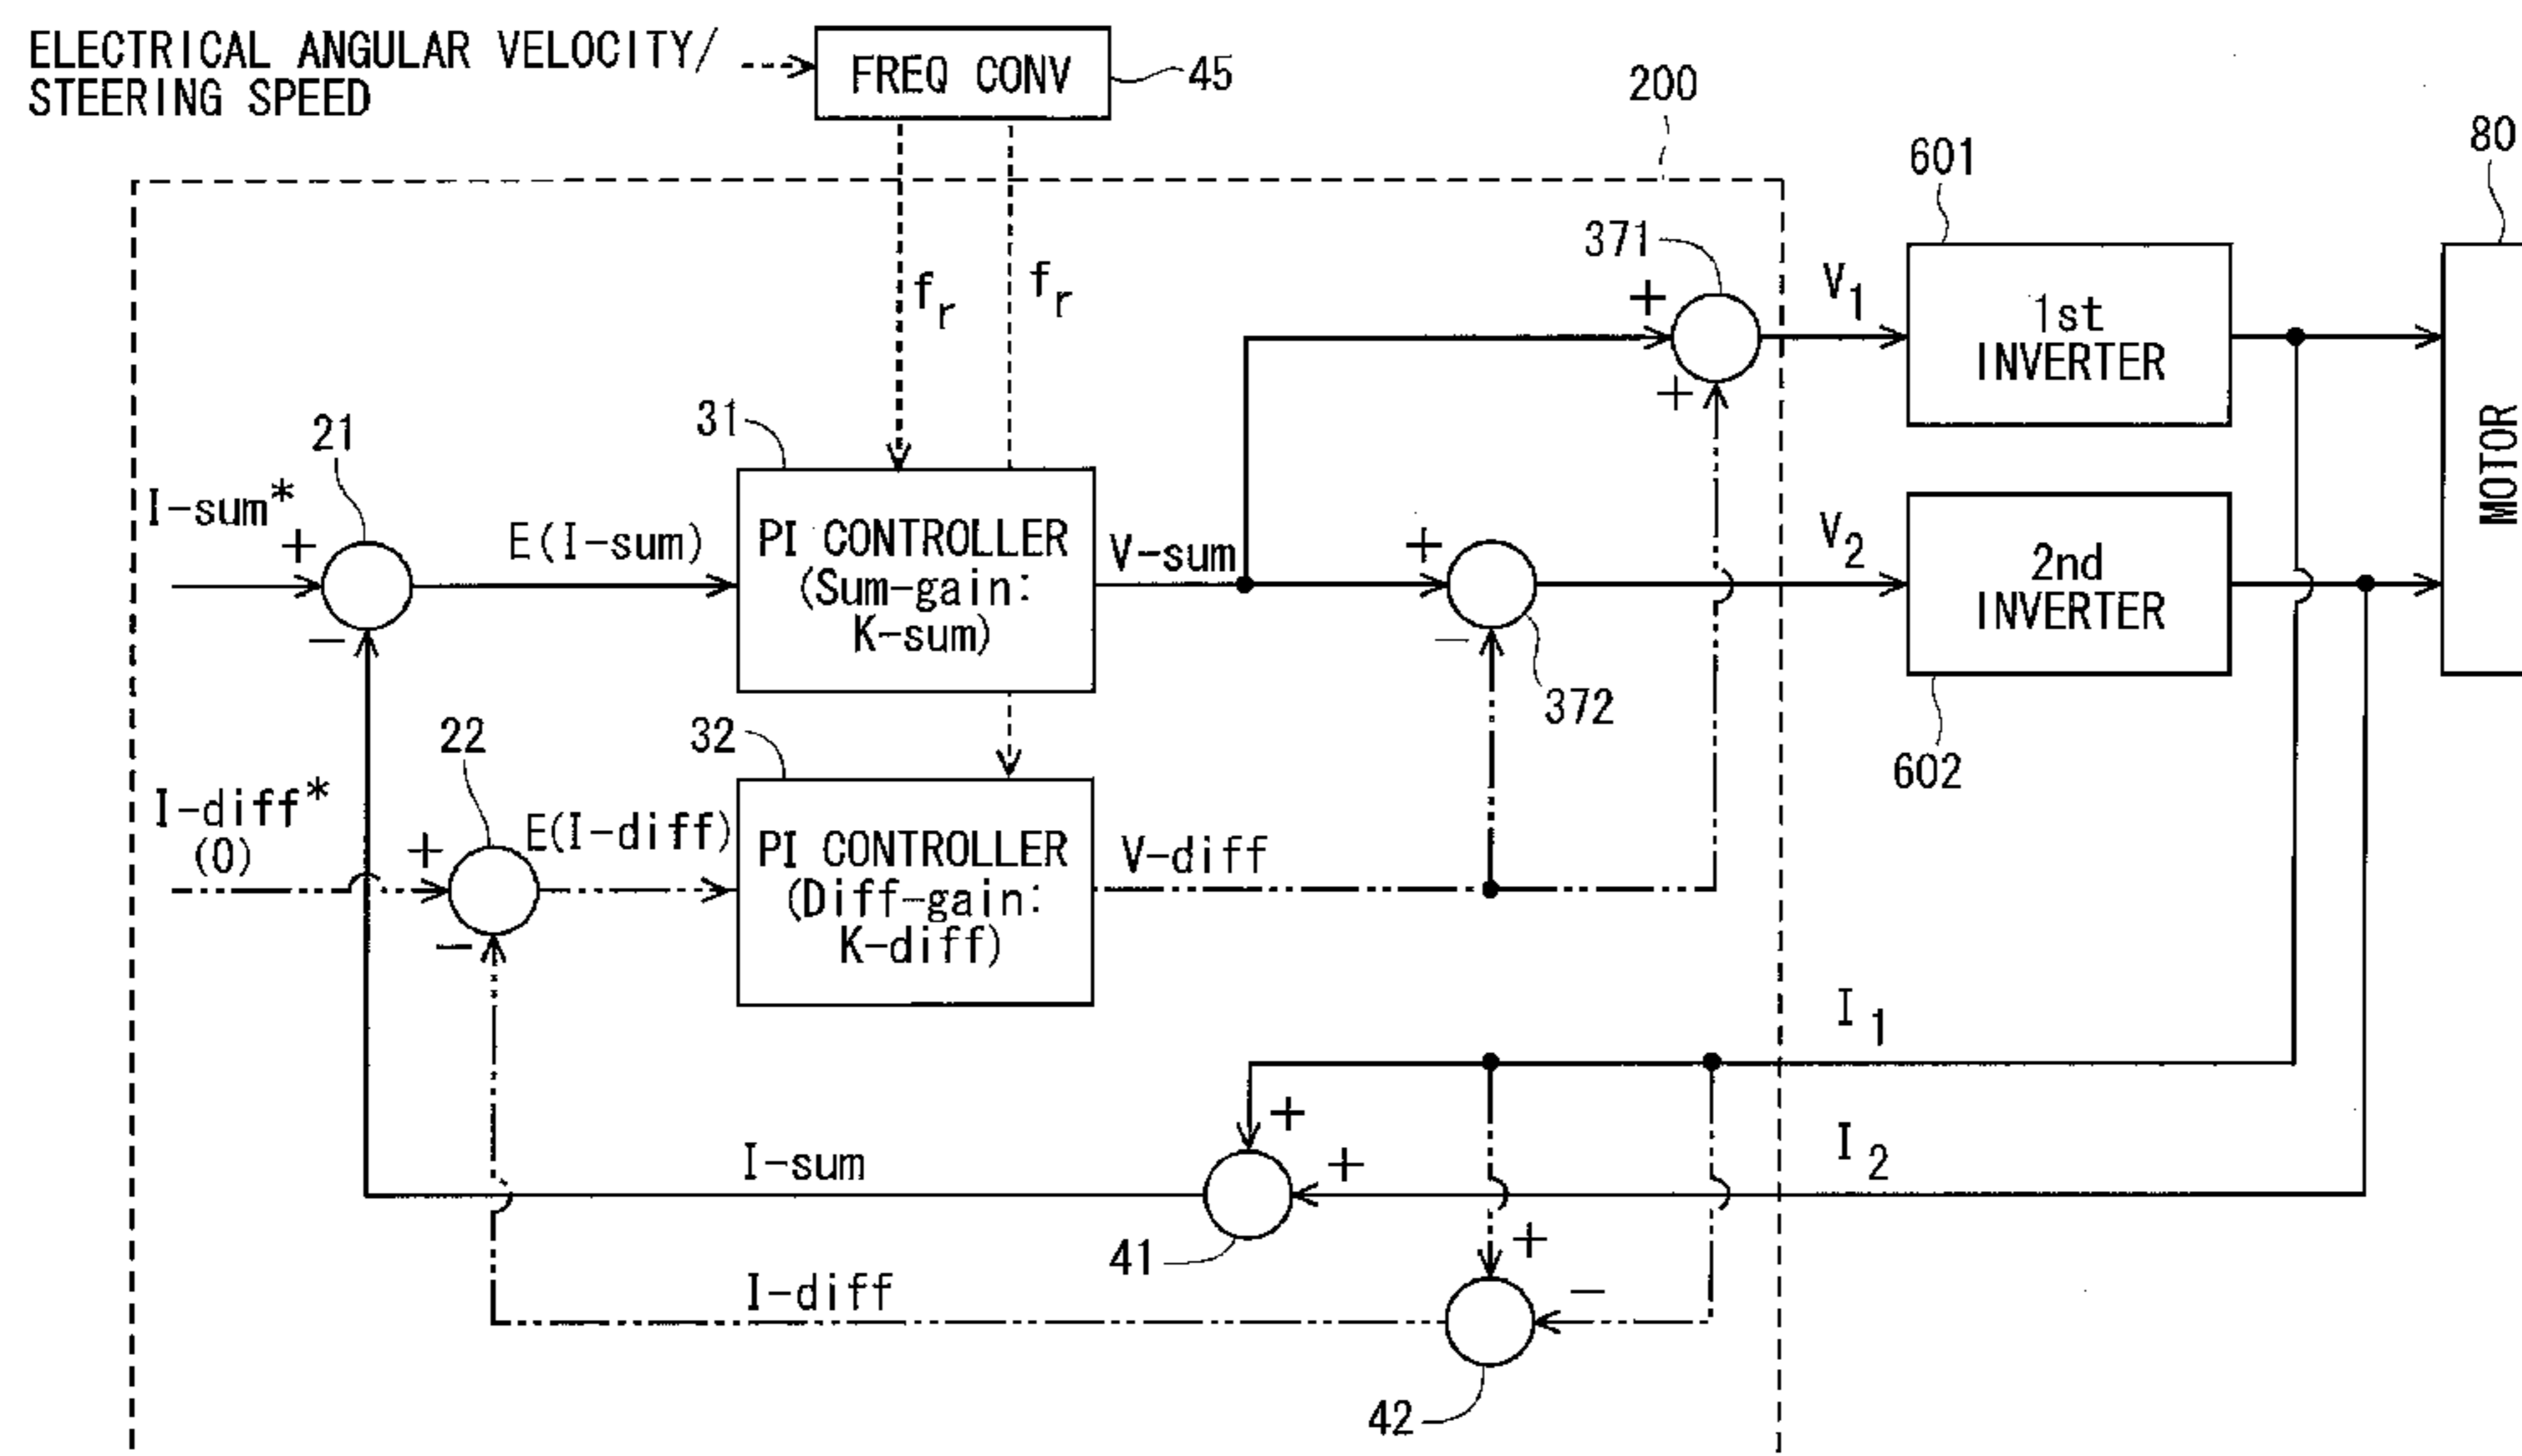 ELECTRICAL ANGULAR VELOCITY/
STEERING SPEED
FREQ CONV
45
200
601
80
371
fr
fr
+
V1
1st
INVERTER
+
MOTOR
31
21
I-sum*
+
E(I-sum)
PI CONTROLLER
(Sum-gain:
K-sum)
V-sum
+
V2
2nd
INVERTER
−
−
372
602
22
32
I-diff*
(0)
+
E(I-diff)
PI CONTROLLER
(Diff-gain:
K-diff)
V-diff
−
I1
+
I-sum
+
I2
41
+
I-diff
−
42